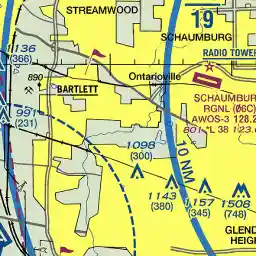 STREAMWOOD
19
SCHAUMBURG
1136
(366)
RADIO TOWER
890
BARTLETT
Ontarioville
SCHAUMBUR
RGNL (06C)
AWOS-3 128.2
801 *L 38 123.0
991
(231)
1098
(300)
10 NM
1143
(380)
1157
(345)
1508
(748)
GLEND
HEIGH